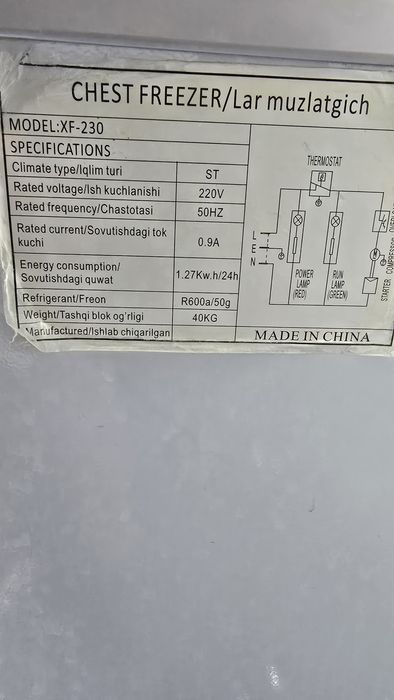 CHEST FREEZER/Lar muzlatgich
MODEL:XF-230
SPECIFICATIONS
Climate type/Iqlim turi ST
Rated voltage/Ish kuchlanishi 220V
Rated frequency/Chastotasi 50HZ
Rated current/Sovutishdagi tok
kuchi 0.9A
Energy consumption/
Sovutishdagi quwat 1.27Kw.h/24h
Refrigerant/Freon R600a/50g
Weight/Tashqi blok og'rligi 40KG
Manufactured/Ishlab chiqarilgan
THERMOSTAT
L
E
N
POWER
LAMP
(RED)
RUN
LAMP
(GREEN)
STARTER
COMPRESSOR
MADE IN CHINA